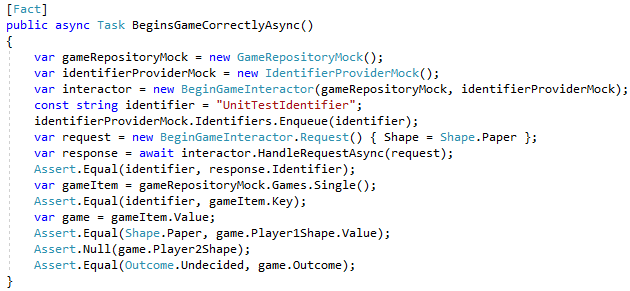 [Fact]
public async Task BeginsGameCorrectlyAsync()
{
    var gameRepositoryMock = new GameRepositoryMock();
    var identifierProviderMock = new IdentifierProviderMock();
    var interactor = new BeginGameInteractor(gameRepositoryMock, identifierProviderMock);
    const string identifier = "UnitTestIdentifier";
    identifierProviderMock.Identifiers.Enqueue(identifier);
    var request = new BeginGameInteractor.Request() { Shape = Shape.Paper };
    var response = await interactor.HandleRequestAsync(request);
    Assert.Equal(identifier, response.Identifier);
    var gameItem = gameRepositoryMock.Games.Single();
    Assert.Equal(identifier, gameItem.Key);
    var game = gameItem.Value;
    Assert.Equal(Shape.Paper, game.Player1Shape.Value);
    Assert.Null(game.Player2Shape);
    Assert.Equal(Outcome.Undecided, game.Outcome);
}